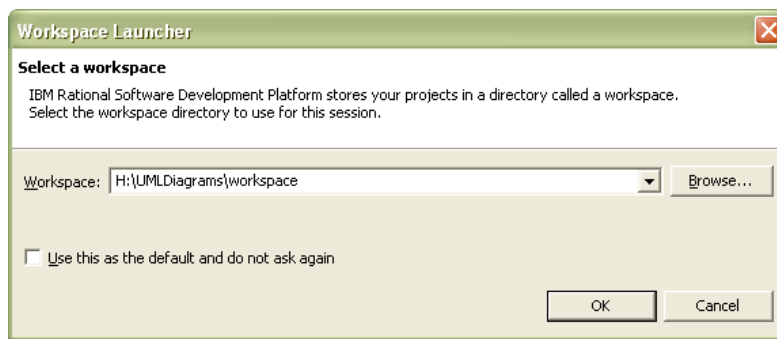 Workspace Launcher
Select a workspace
IBM Rational Software Development Platform stores your projects in a directory called a workspace.
Select the workspace directory to use for this session.
Workspace: H:\UMLDiagrams\workspace Browse...
Use this as the default and do not ask again
OK Cancel